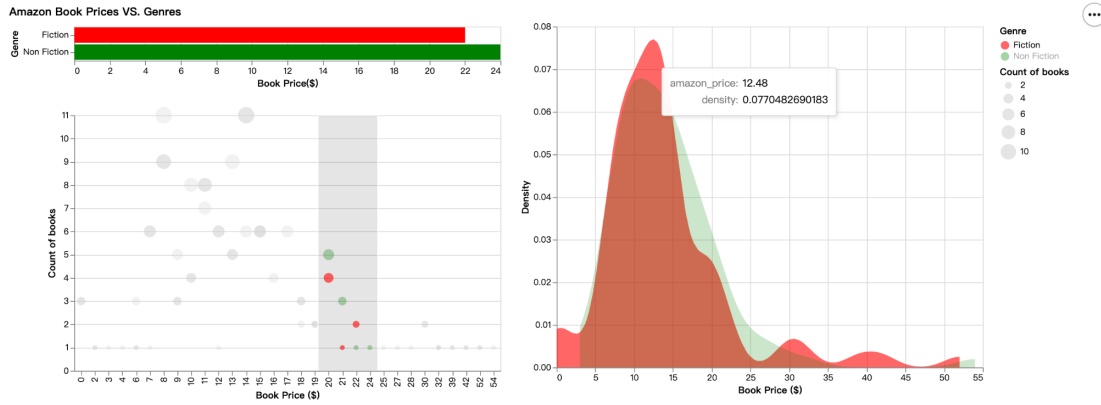 Amazon Book Prices VS. Genres
Genre
Fiction
Non Fiction
0 2 4 6 8 10 12 14 16 18 20 22 24
Book Price($)
Count of books
11
10
9
8
7
6
5
4
3
2
1
0
0 2 3 4 6 7 8 9 10 11 12 13 14 15 16 17 18 19 20 21 22 24 25 27 28 30 32 39 42 52 54
Book Price ($)
Density
0.08
0.07
0.06
0.05
0.04
0.03
0.02
0.01
0.00
amazon_price: 12.48
density: 0.0770482690183
0 5 10 15 20 25 30 35 40 45 50 55
Book Price ($)
Genre
Fiction
Non Fiction
Count of books
2
4
6
8
10